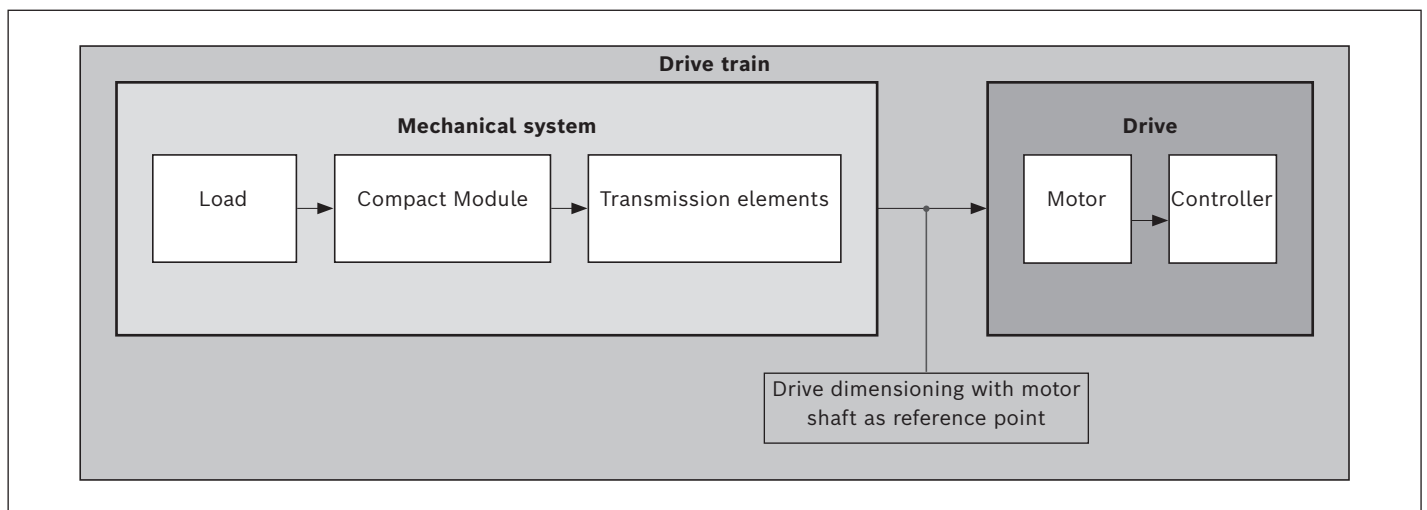 Drive train
Mechanical system
Load
Compact Module
Transmission elements
Drive
Motor
Controller
Drive dimensioning with motor
shaft as reference point